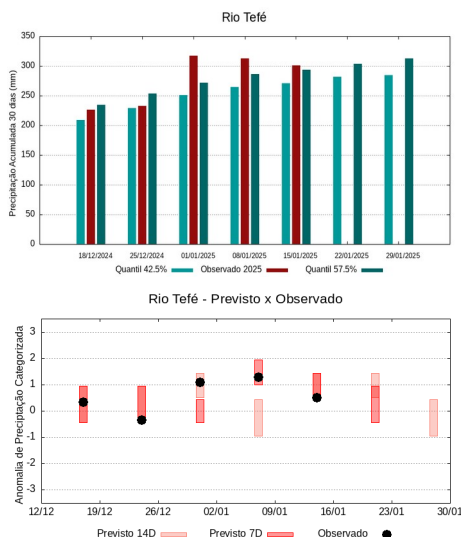 Rio Tefé
Precipitação Acumulada 30 dias (mm)
350
300
250
200
150
100
50
0
18/12/2024 25/12/2024 01/01/2025 08/01/2025 15/01/2025 22/01/2025 29/01/2025
Quantil 42.5% Observado 2025 Quantil 57.5%
Rio Tefé - Previsto x Observado
Anomalia de Preciptação Categorizada
3
2
1
0
-1
-2
-3
12/12 19/12 26/12 02/01 09/01 16/01 23/01 30/01
Previsto 14D Previsto 7D Observado